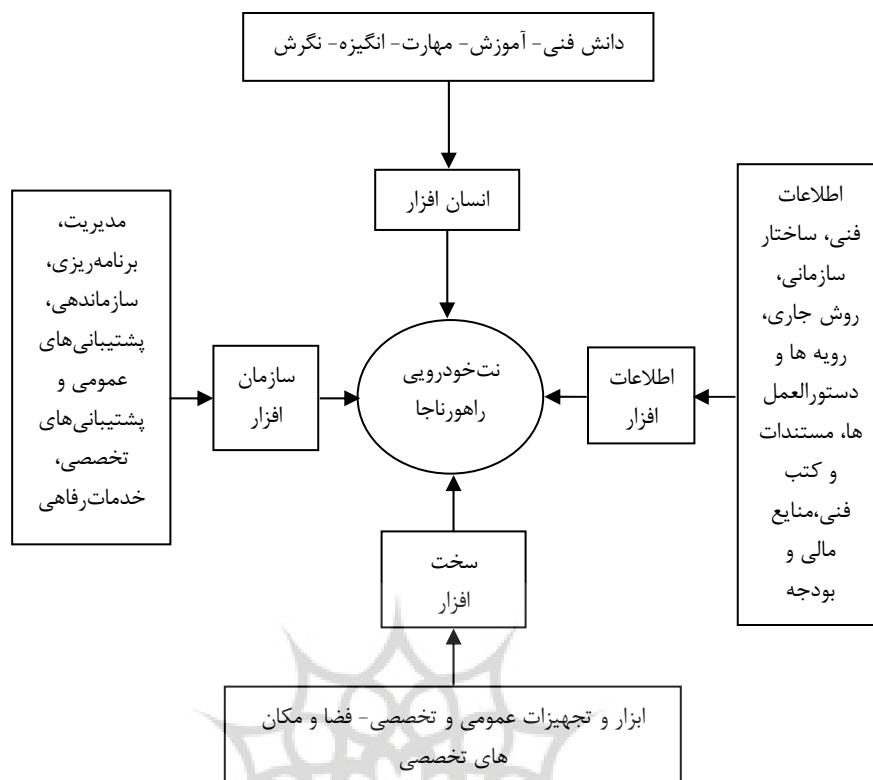 دانش فنی- آموزش- مهارت- انگیزه- نگرش
انسان افزار
اطلاعات
فنی، ساختار
سازمانی،
روش جاری،
رویه ها و
دستورالعمل
ها، مستندات
و کتب
فنی،منایع
مالی و
بودجه
اطلاعات
افزار
نت‌خودرویی
راهورناجا
سازمان
افزار
مدیریت،
برنامه‌ریزی،
سازماندهی،
پشتیبانی‌های
عمومی و
پشتیبانی‌های
تخصصی،
خدمات‌رفاهی
سخت
افزار
ابزار و تجهیزات عمومی و تخصصی- فضا و مکان
های تخصصی